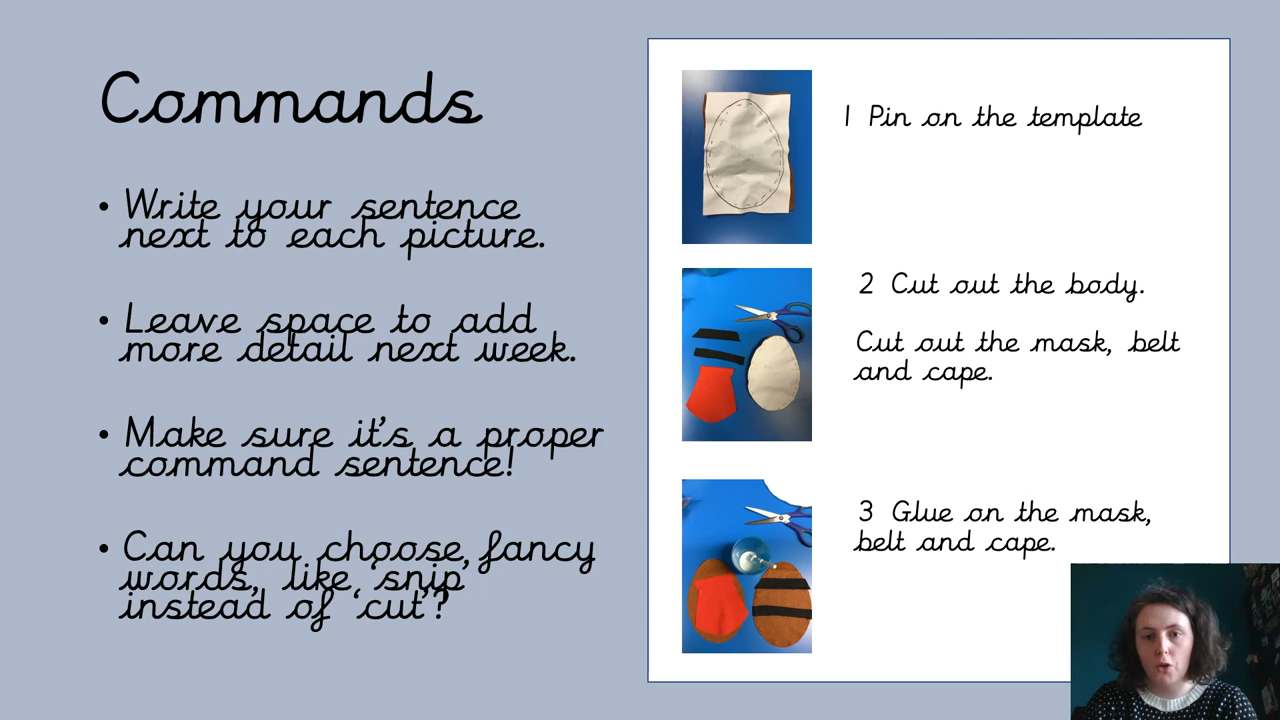 Commands
• Write your sentence
next to each picture.
• Leave space to add
more detail next week.
• Make sure it's a proper
command sentence!
• Can you choose fancy
words, like 'snip'
instead of 'cut'?
1 Pin on the template
2 Cut out the body.
Cut out the mask, belt
and cape.
3 Glue on the mask,
belt and cape.